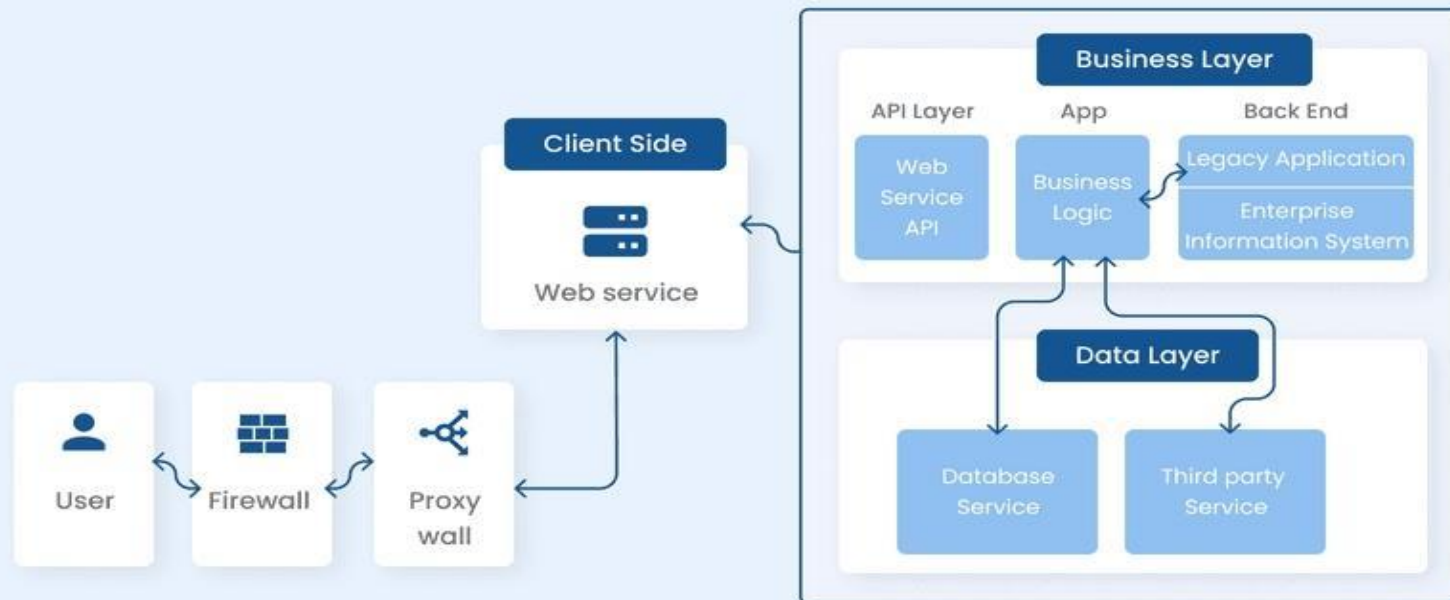 Business Layer
API Layer
App
Back End
Web
Service
API
Business
Logic
Legacy Application
Enterprise
Information System
Client Side
Web service
Data Layer
Database
Service
Third party
Service
User
Firewall
Proxy
wall